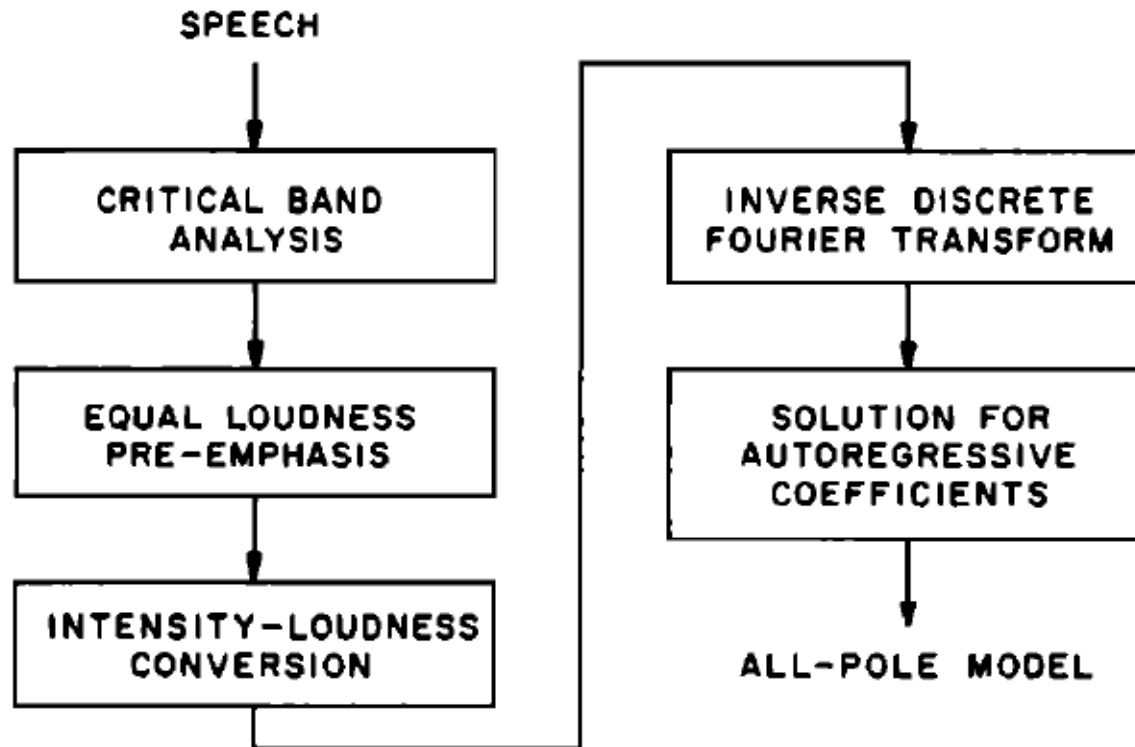 SPEECH
CRITICAL BAND
ANALYSIS
EQUAL LOUDNESS
PRE-EMPHASIS
INTENSITY-LOUDNESS
CONVERSION
INVERSE DISCRETE
FOURIER TRANSFORM
SOLUTION FOR
AUTOREGRESSIVE
COEFFICIENTS
ALL-POLE MODEL